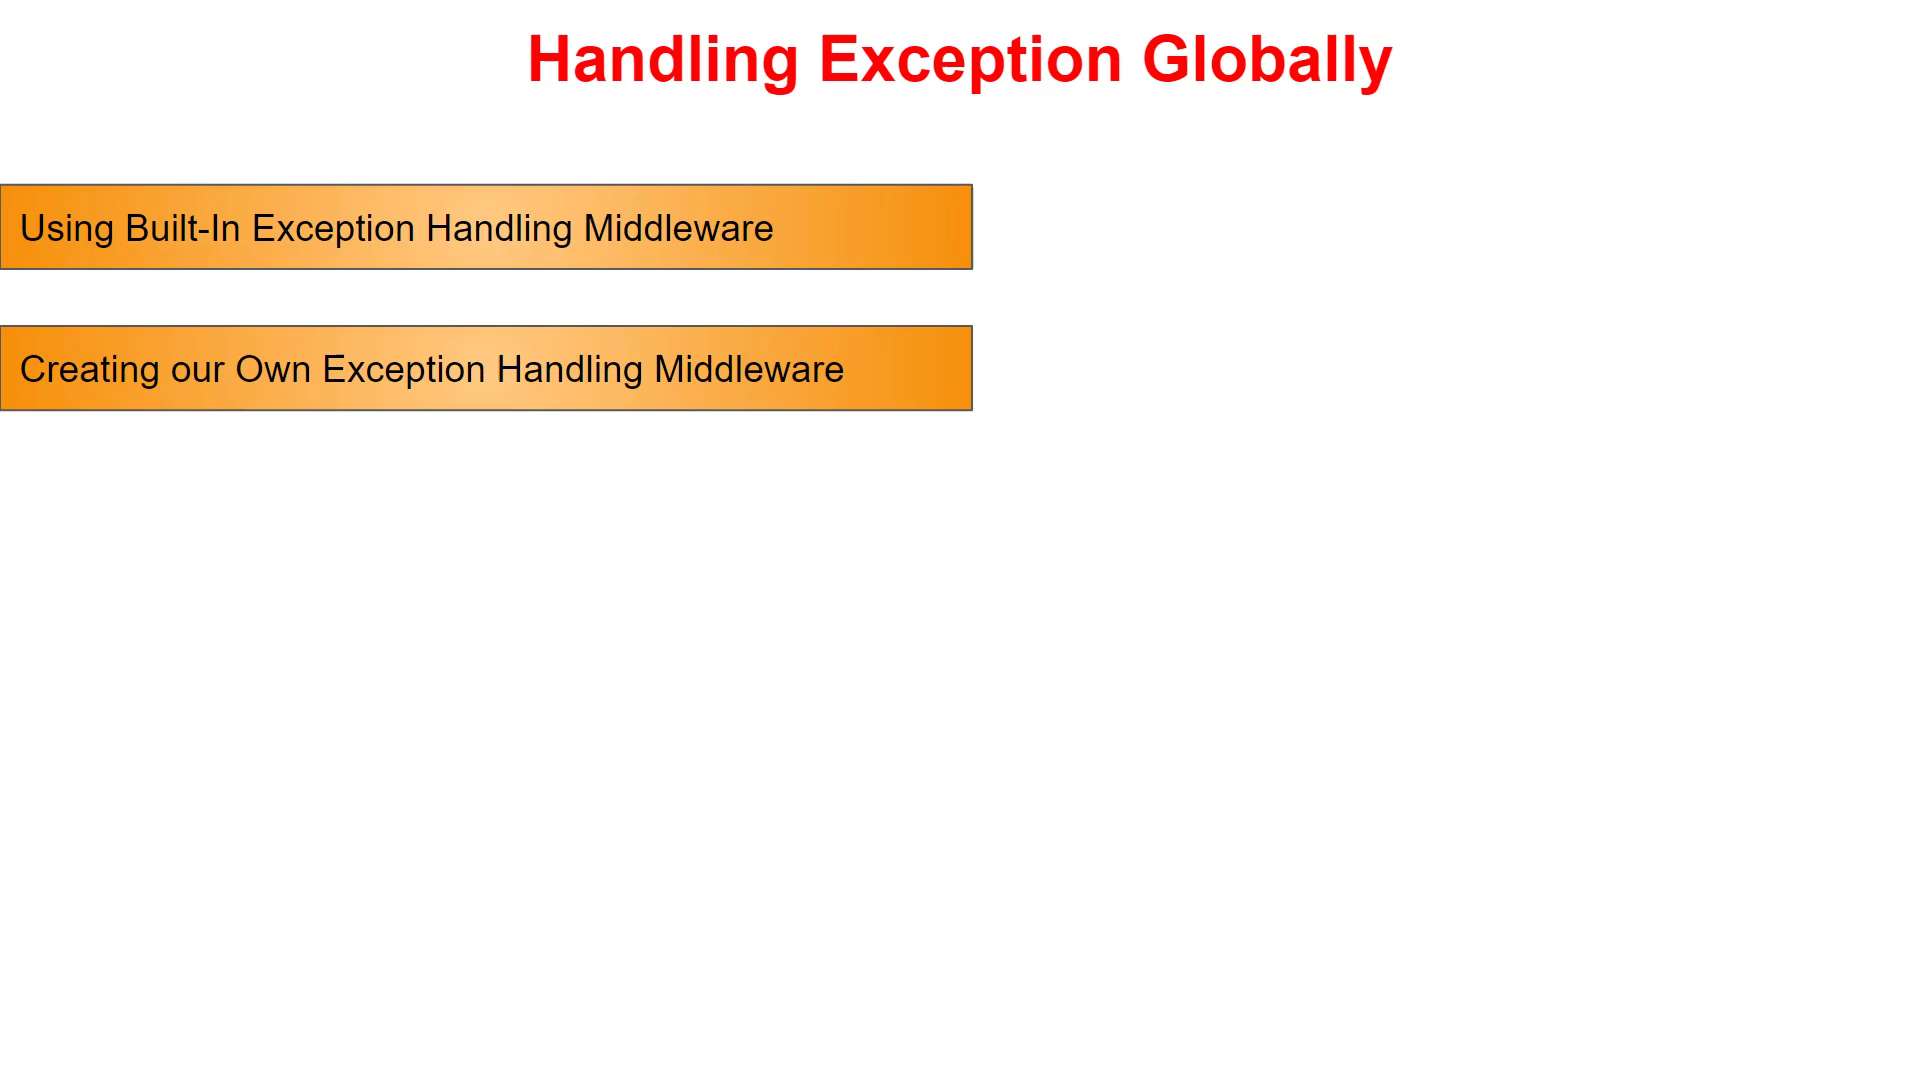 Handling Exception Globally
Using Built-In Exception Handling Middleware
Creating our Own Exception Handling Middleware